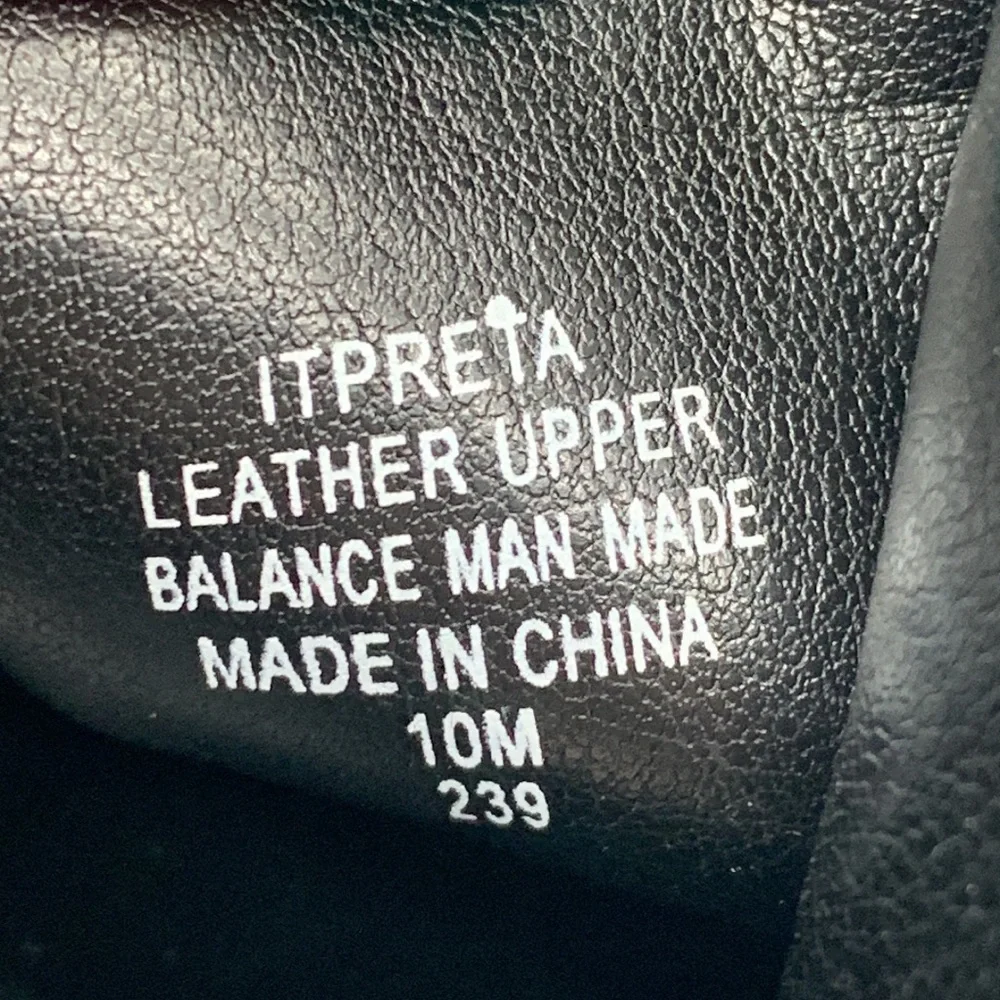 ITPRETA
LEATHER UPPER
BALANCE MAN MADE
MADE IN CHINA
10M
239